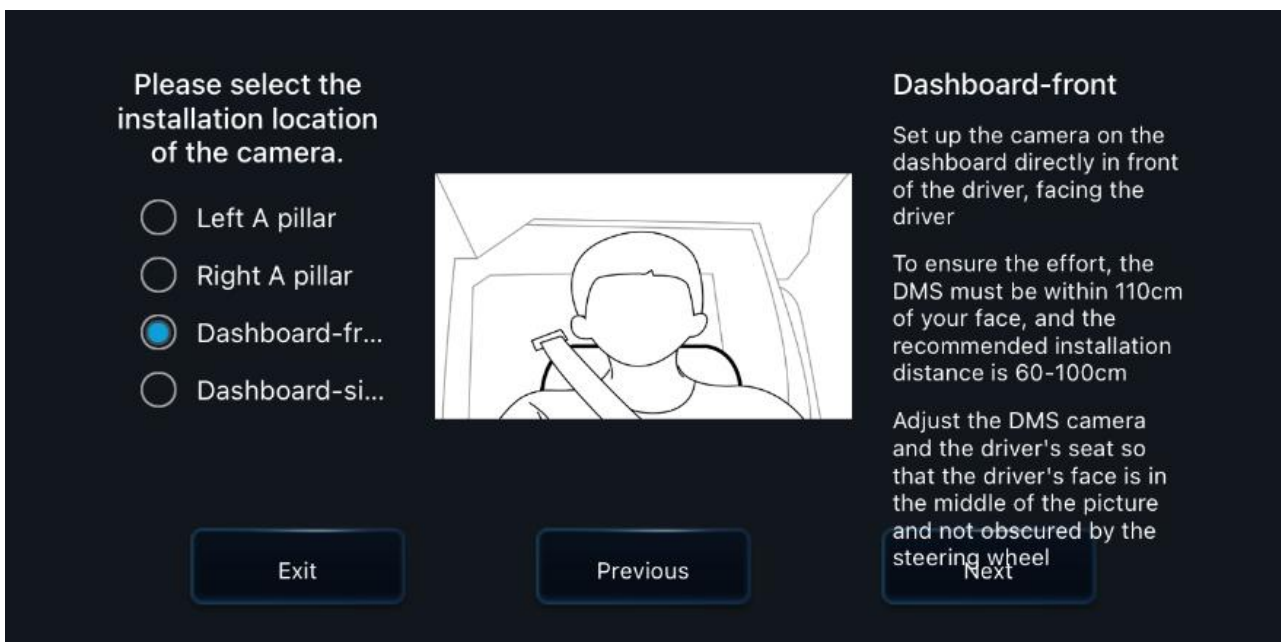 Please select the
installation location
of the camera.
Left A pillar
Right A pillar
Dashboard-fr...
Dashboard-si...
Dashboard-front
Set up the camera on the
dashboard directly in front
of the driver, facing the
driver
To ensure the effort, the
DMS must be within 110cm
of your face, and the
recommended installation
distance is 60-100cm
Adjust the DMS camera
and the driver's seat so
that the driver's face is in
the middle of the picture
and not obscured by the
steering wheel
Exit
Previous
Next